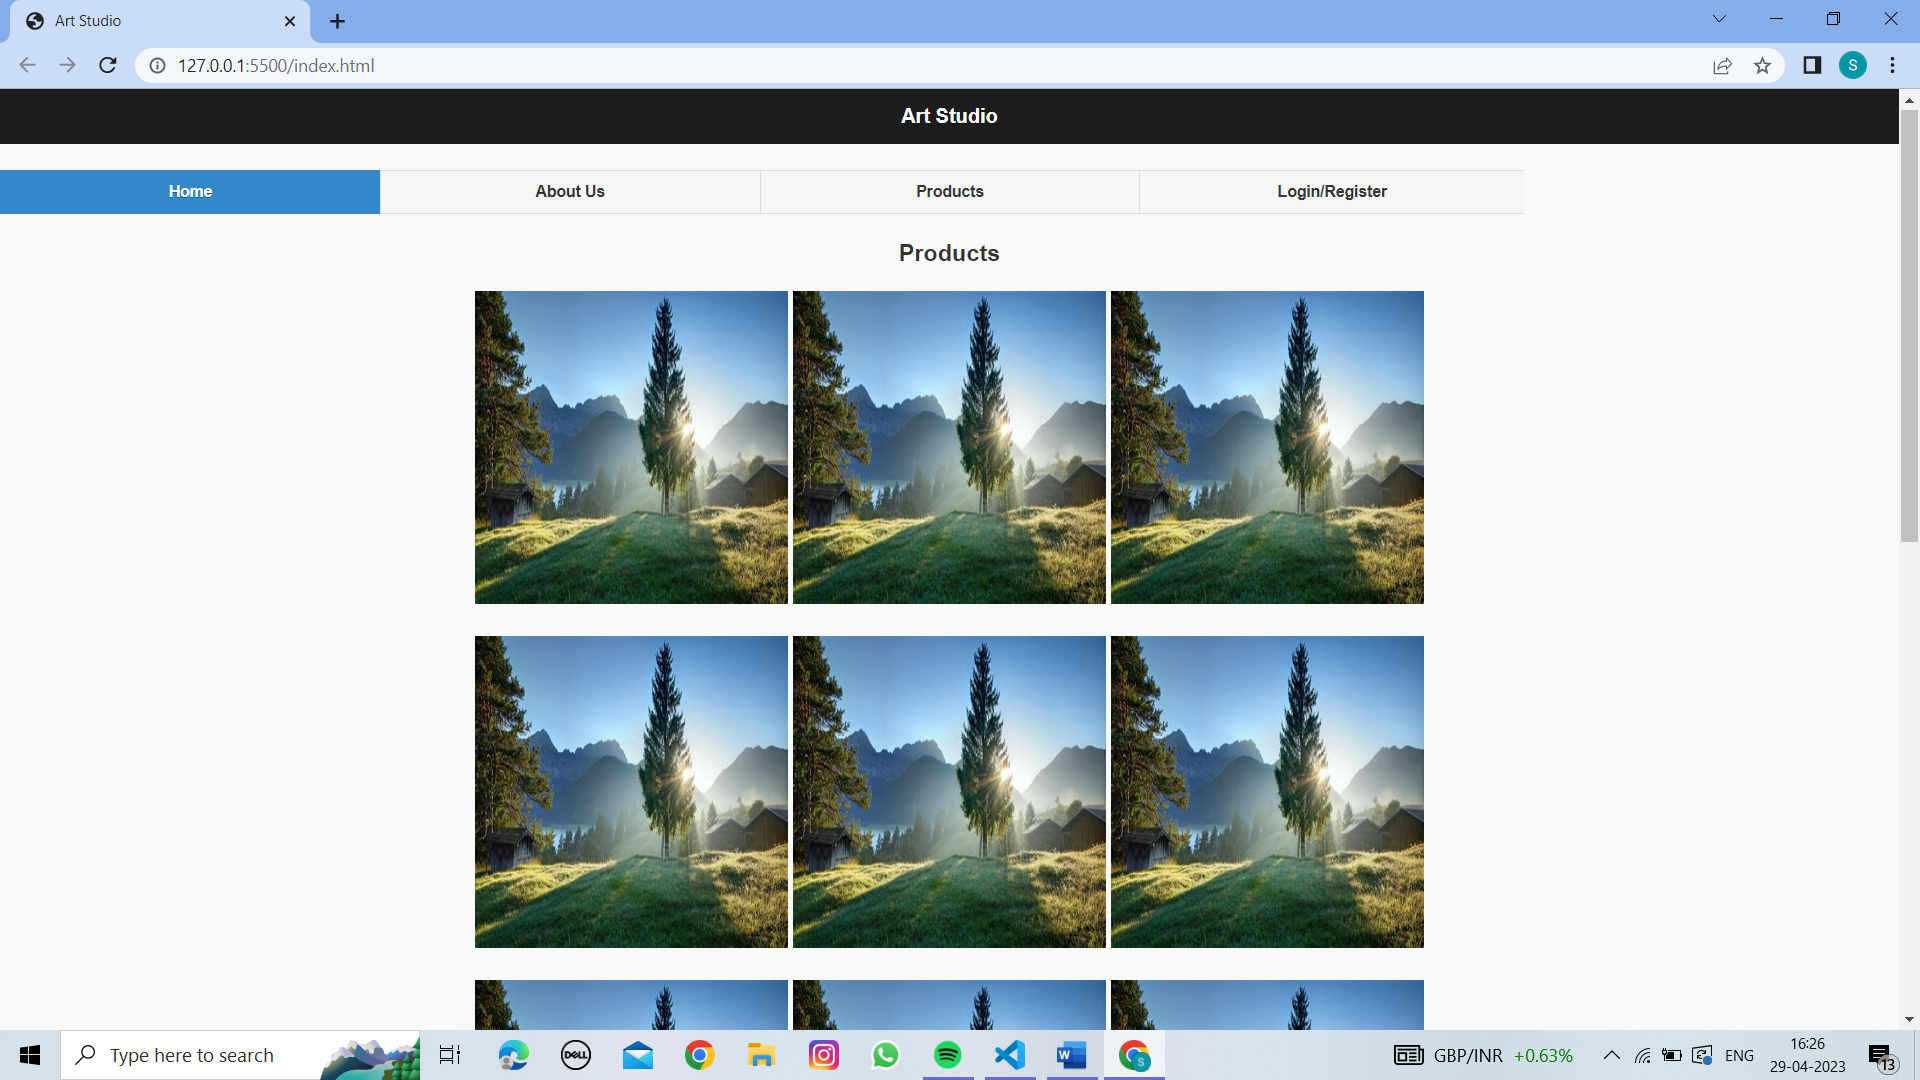 Art Studio
127.0.0.1:5500/index.html
S
Art Studio
Home About Us Products Login/Register
Products
Type here to search
DELL
W
S
GBP/INR +0.63%
ENG
16:26
29-04-2023
13